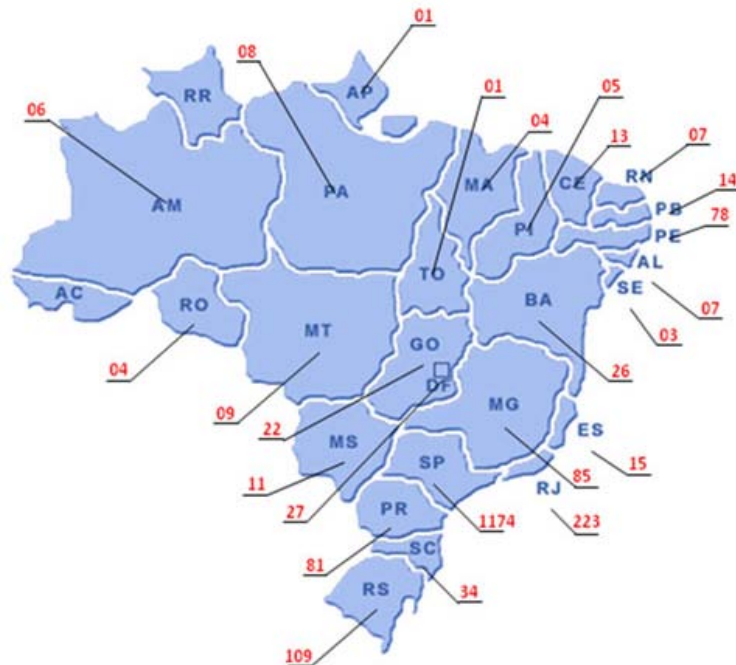 01
08
01
05
06
04
13
07
14
78
RR
AP
AM
PA
MA
CE
RN
PI
PB
PE
AL
SE
TO
AC
RO
BA
07
MT
03
GO
04
DF
26
09
22
MG
MS
ES
SP
15
11
85
RJ
27
PR
1174
223
81
SC
34
RS
109